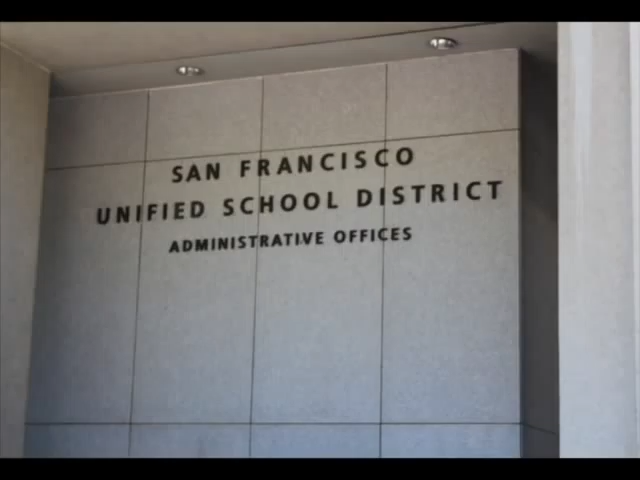 SAN FRANCISCO
UNIFIED SCHOOL DISTRICT
ADMINISTRATIVE OFFICES